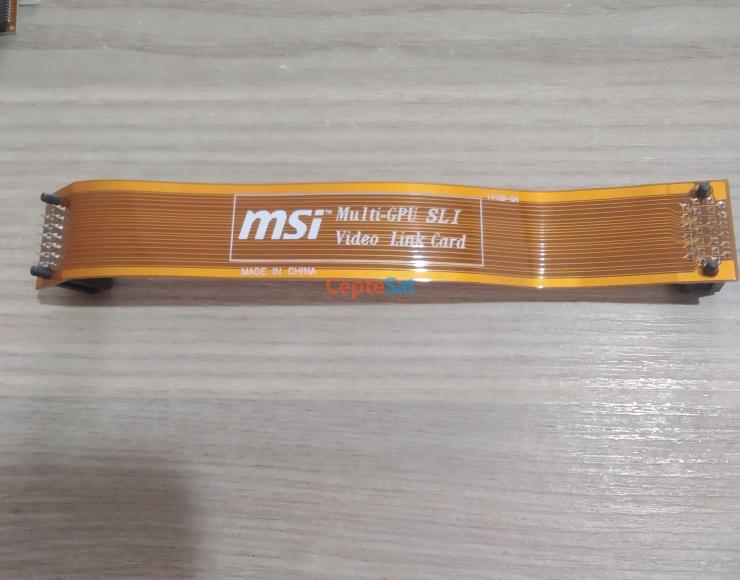 msi™ Multi-GPU SLI
Video Link Card
MADE IN CHINA
CepteSat